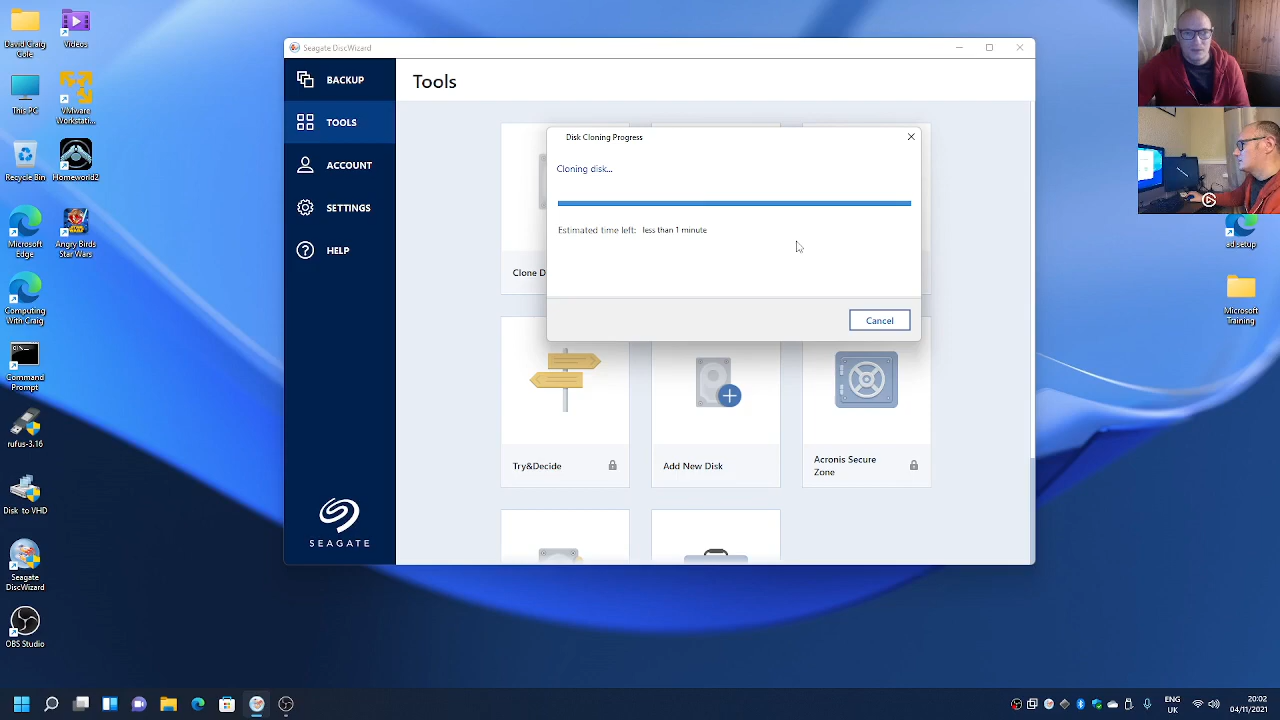 David Craig
Gale
Videos
This PC
VMware
Workstati...
Recycle Bin
Homeworld2
Microsoft
Edge
Angry Birds
Star Wars
Computing
With Craig
Command
Prompt
rufus-3.16
Disk to VHD
Seagate
DiscWizard
OBS Studio
Seagate DiscWizard
BACKUP
TOOLS
ACCOUNT
SETTINGS
HELP
SEAGATE
Tools
Disk Cloning Progress
Cloning disk...
Estimated time left: less than 1 minute
Cancel
Clone D
Try&Decide
Add New Disk
Acronis Secure
Zone
ad setup
Microsoft
Training
ENG
UK
20:02
04/11/2021